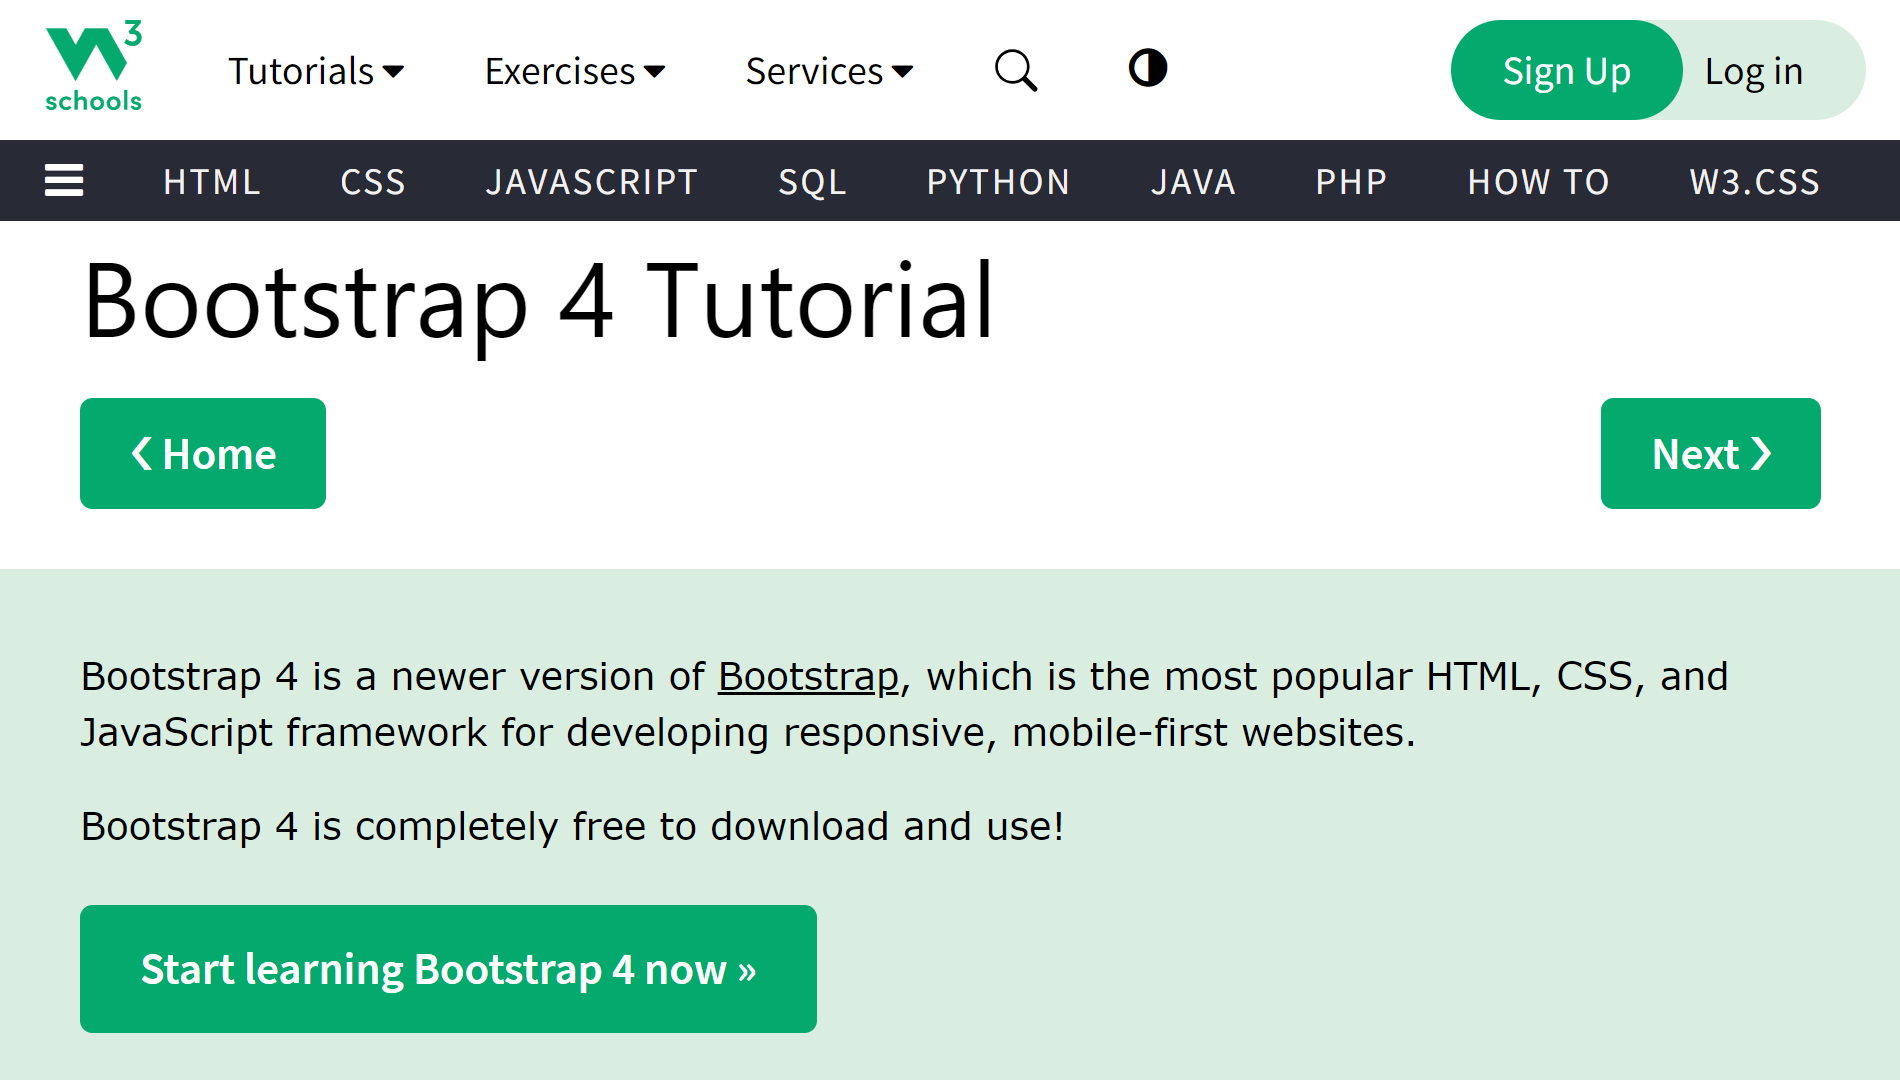 W3 schools
Tutorials Exercises Services Sign Up Log in
HTML CSS JAVASCRIPT SQL PYTHON JAVA PHP HOW TO W3.CSS
Bootstrap 4 Tutorial
❮ Home Next ❯
Bootstrap 4 is a newer version of Bootstrap, which is the most popular HTML, CSS, and
JavaScript framework for developing responsive, mobile-first websites.
Bootstrap 4 is completely free to download and use!
Start learning Bootstrap 4 now »